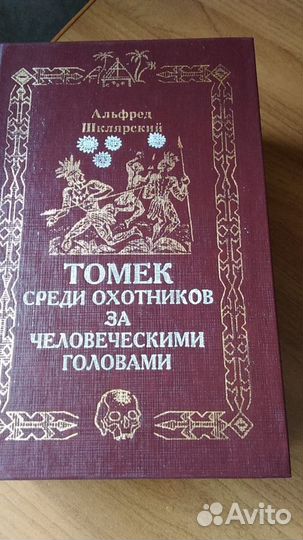 Альфред
Шклярский
ТОМЕК
СРЕДИ ОХОТНИКОВ
ЗА
ЧЕЛОВЕЧЕСКИМИ
ГОЛОВАМИ
Avito